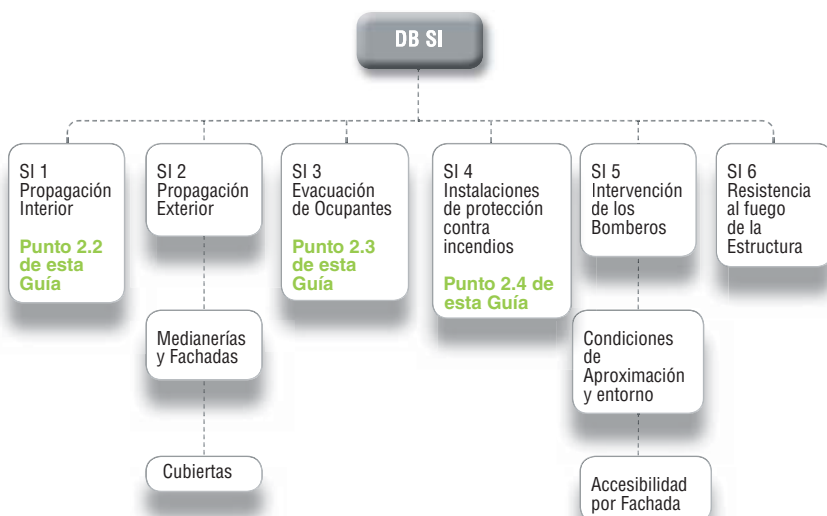 DB SI
SI 1
Propagación
Interior
Punto 2.2
de esta
Guía
SI 2
Propagación
Exterior
SI 3
Evacuación
de Ocupantes
Punto 2.3
de esta
Guía
SI 4
Instalaciones
de protección
contra
incendios
Punto 2.4 de
esta Guía
SI 5
Intervención
de los
Bomberos
SI 6
Resistencia
al fuego
de la
Estructura
Medianerías
y Fachadas
Condiciones
de
Aproximación
y entorno
Cubiertas
Accesibilidad
por Fachada